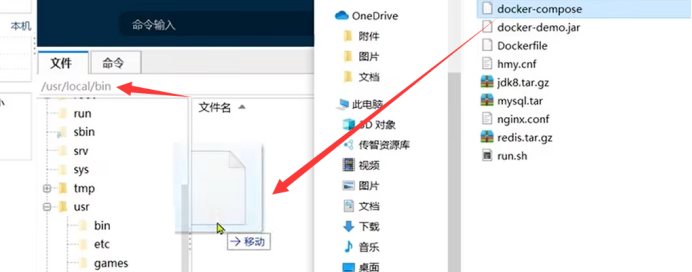 本机
命令输入
文件
命令
/usr/local/bin
文件名
run
sbin
srv
sys
tmp
usr
bin
etc
games
移动
OneDrive
附件
图片
文档
此电脑
3D 对象
传智资源库
视频
图片
文档
下载
音乐
桌面
docker-compose
docker-demo.jar
Dockerfile
hmy.cnf
jdk8.tar.gz
mysql.tar
nginx.conf
redis.tar.gz
run.sh